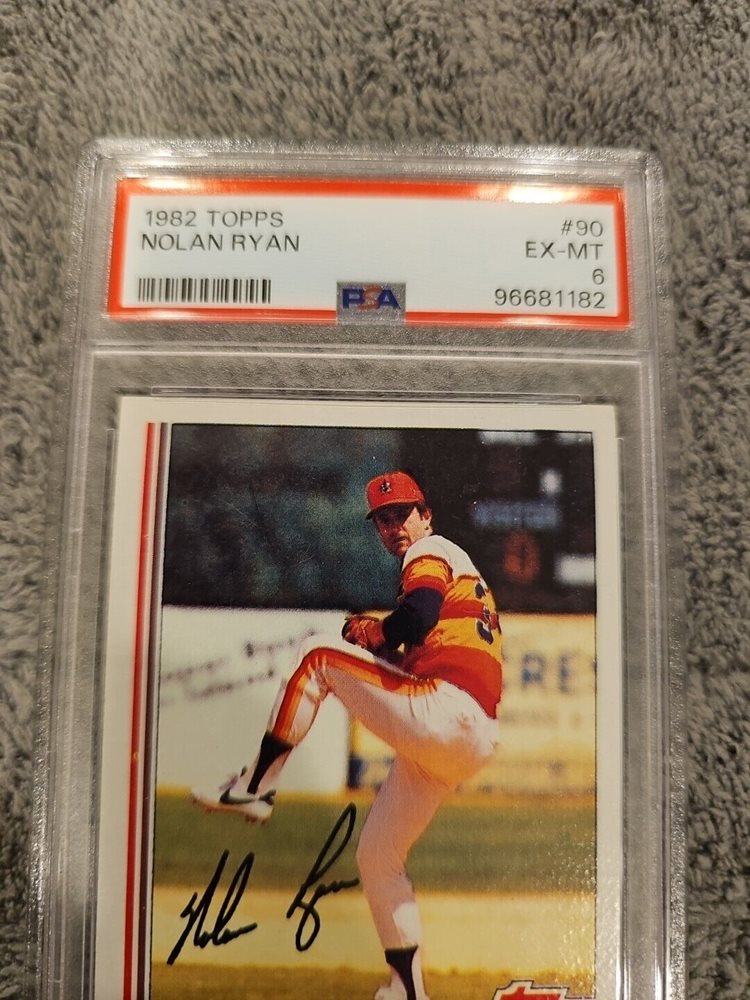 1982 TOPPS
#90
NOLAN RYAN
EX-MT
6
PSA
96681182
Nolan Ryan